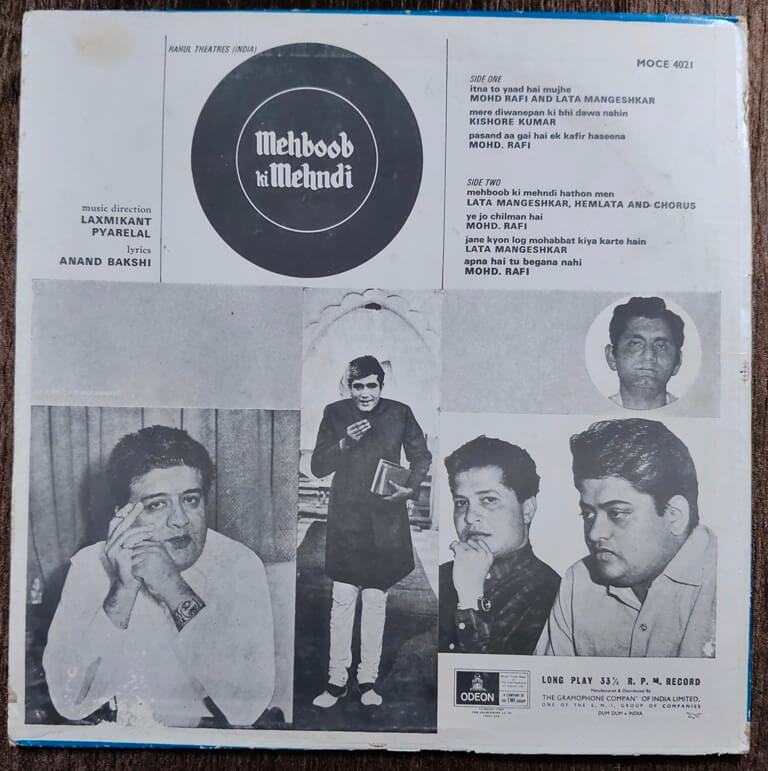 RAHUL THEATRES (INDIA)
MOCE 4021
Mehboob
ki Mehndi
music direction
LAXMIKANT
PYARELAL
lyrics
ANAND BAKSHI
SIDE ONE
itna to yaad hai mujhe
MOHD RAFI AND LATA MANGESHKAR
mere diwanepan ki bhi dawa nahin
KISHORE KUMAR
pasand aa gai hai ek kafir haseena
MOHD. RAFI
SIDE TWO
mehboob ki mehndi hathon men
LATA MANGESHKAR, HEMLATA AND CHORUS
ye jo chilman hai
MOHD. RAFI
jane kyon log mohabbat kiya karte hain
LATA MANGESHKAR
apna hai tu begana nahi
MOHD. RAFI
ODEON
LONG PLAY 33⅓ R. P. M. RECORD
Manufactured & Distributed By
THE GRAMOPHONE COMPAN OF INDIA LIMITED,
ONE OF THE E. M. I. GROUP OF COMPANIES
DUM DUM • INDIA